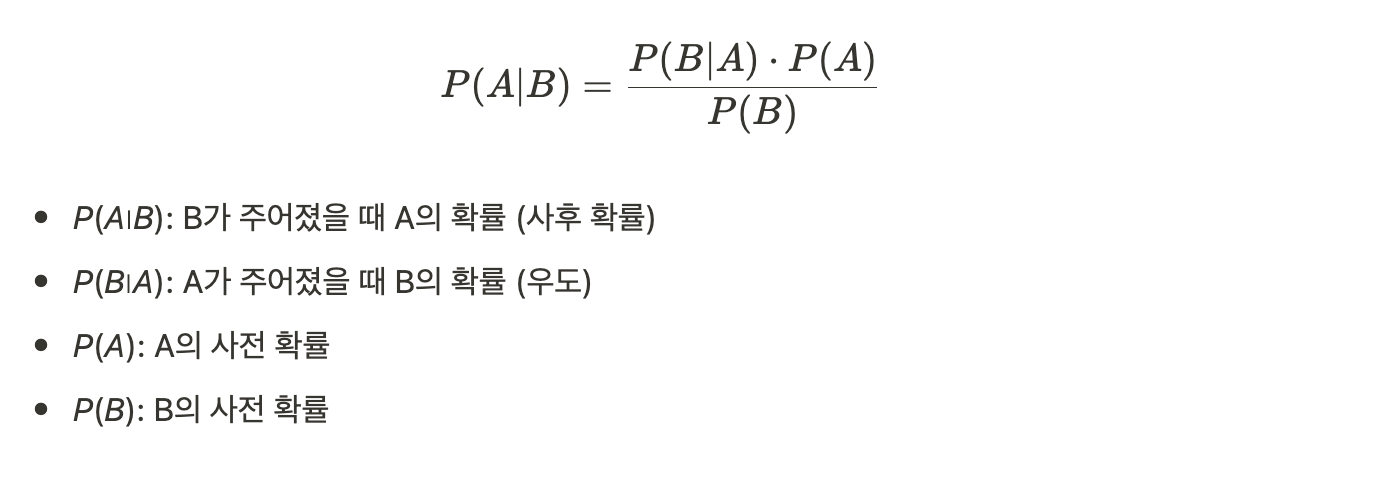 P(A|B) = P(B|A) · P(A) / P(B)
• P(A|B): B가 주어졌을 때 A의 확률 (사후 확률)
• P(B|A): A가 주어졌을 때 B의 확률 (우도)
• P(A): A의 사전 확률
• P(B): B의 사전 확률